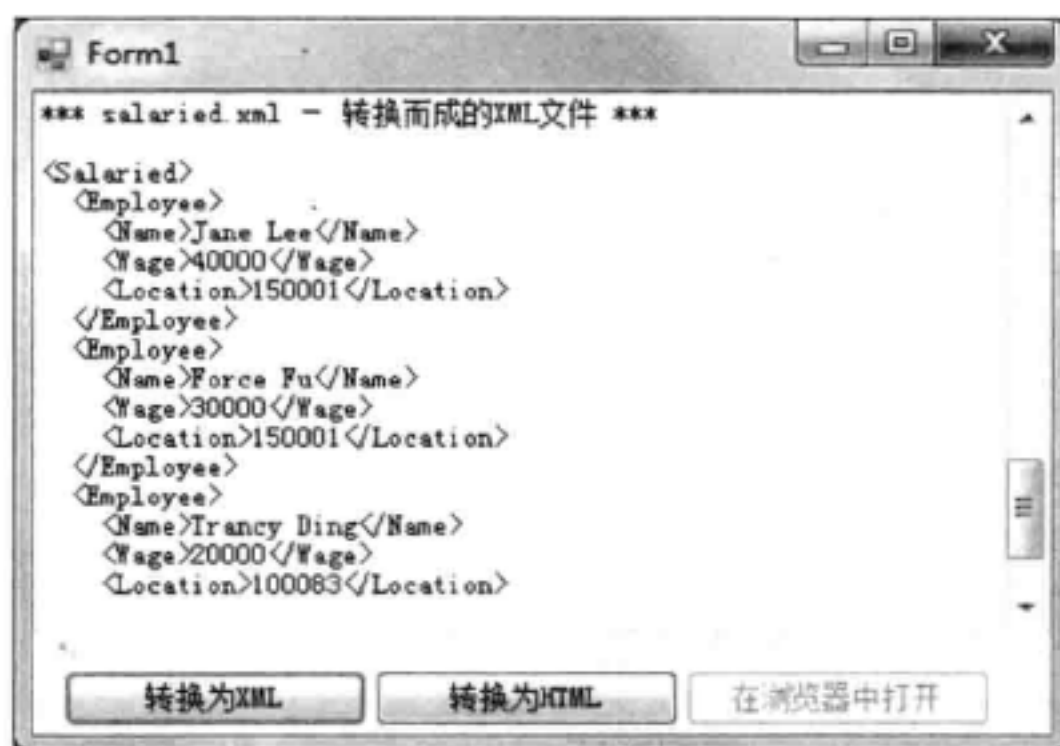 Form1
*** salaried.xml - 转换而成的XML文件 ***
<Salaried>
<Employee>
<Name>Jane Lee</Name>
<Wage>40000</Wage>
<Location>150001</Location>
</Employee>
<Employee>
<Name>Force Fu</Name>
<Wage>30000</Wage>
<Location>150001</Location>
</Employee>
<Employee>
<Name>Trancy Ding</Name>
<Wage>20000</Wage>
<Location>100083</Location>
转换为XML 转换为HTML 在浏览器中打开